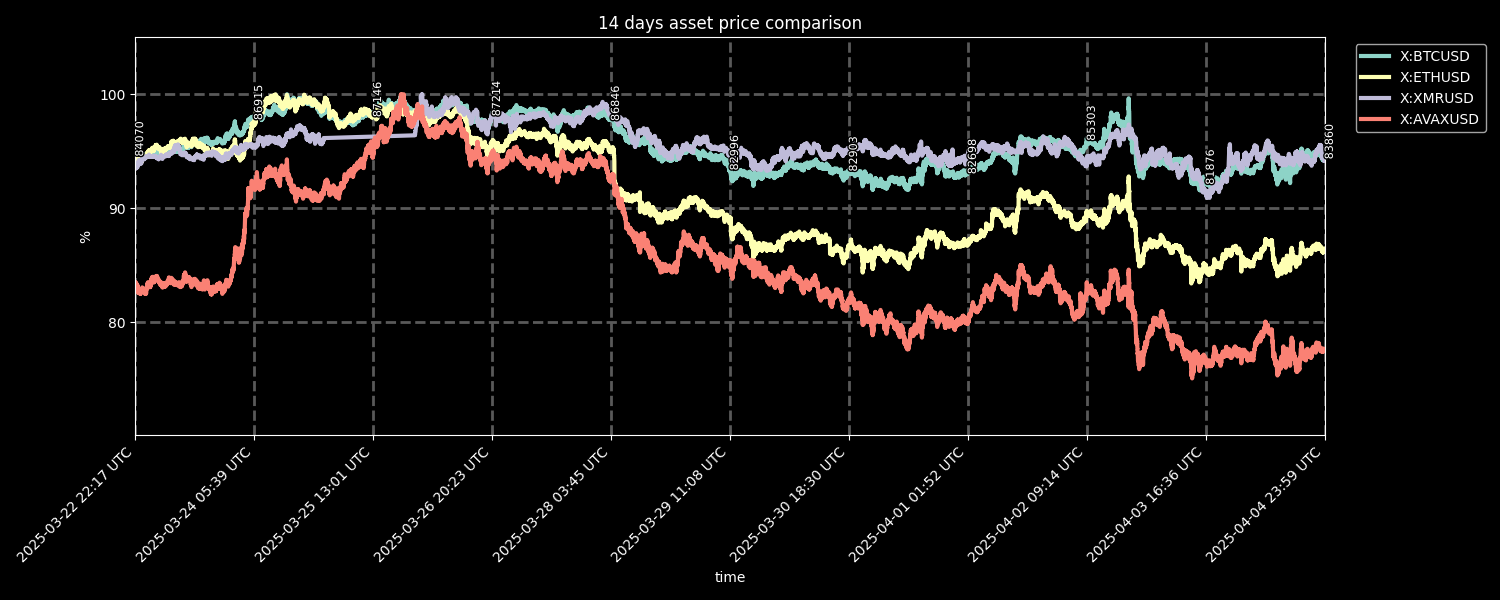 14 days asset price comparison
X:BTCUSD
X:ETHUSD
X:XMRUSD
X:AVAXUSD
%
100
90
80
84070
86915
87146
87214
86846
82996
82903
82698
85303
81876
83860
2025-03-22 22:17 UTC
2025-03-24 05:39 UTC
2025-03-25 13:01 UTC
2025-03-26 20:23 UTC
2025-03-28 03:45 UTC
2025-03-29 11:08 UTC
2025-03-30 18:30 UTC
2025-04-01 01:52 UTC
2025-04-02 09:14 UTC
2025-04-03 16:36 UTC
2025-04-04 23:59 UTC
time